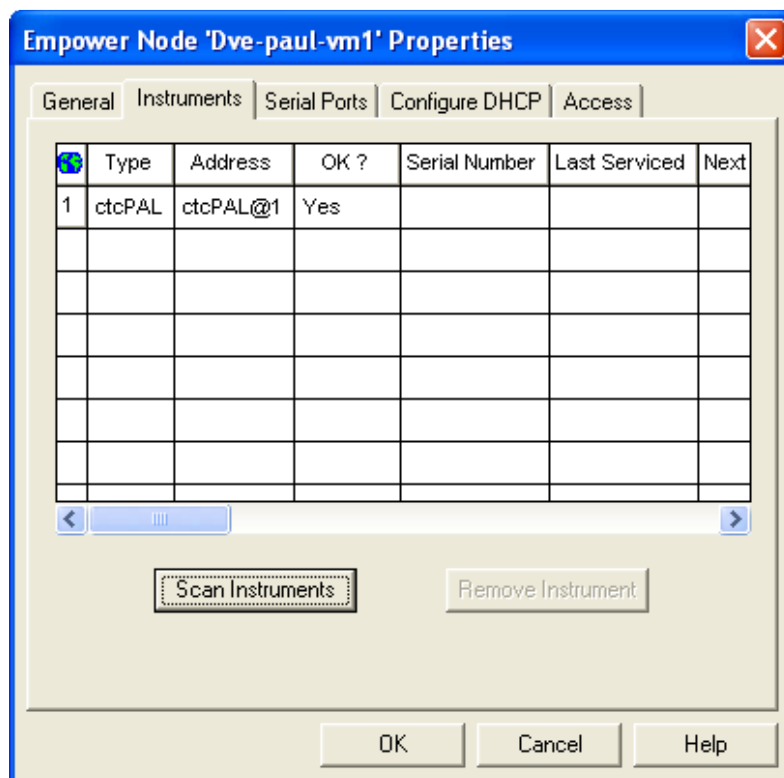 Empower Node 'Dve-paul-vm1' Properties
General Instruments Serial Ports Configure DHCP Access
Type Address OK ? Serial Number Last Serviced Next
1 ctcPAL ctcPAL@1 Yes
Scan Instruments Remove Instrument
OK Cancel Help